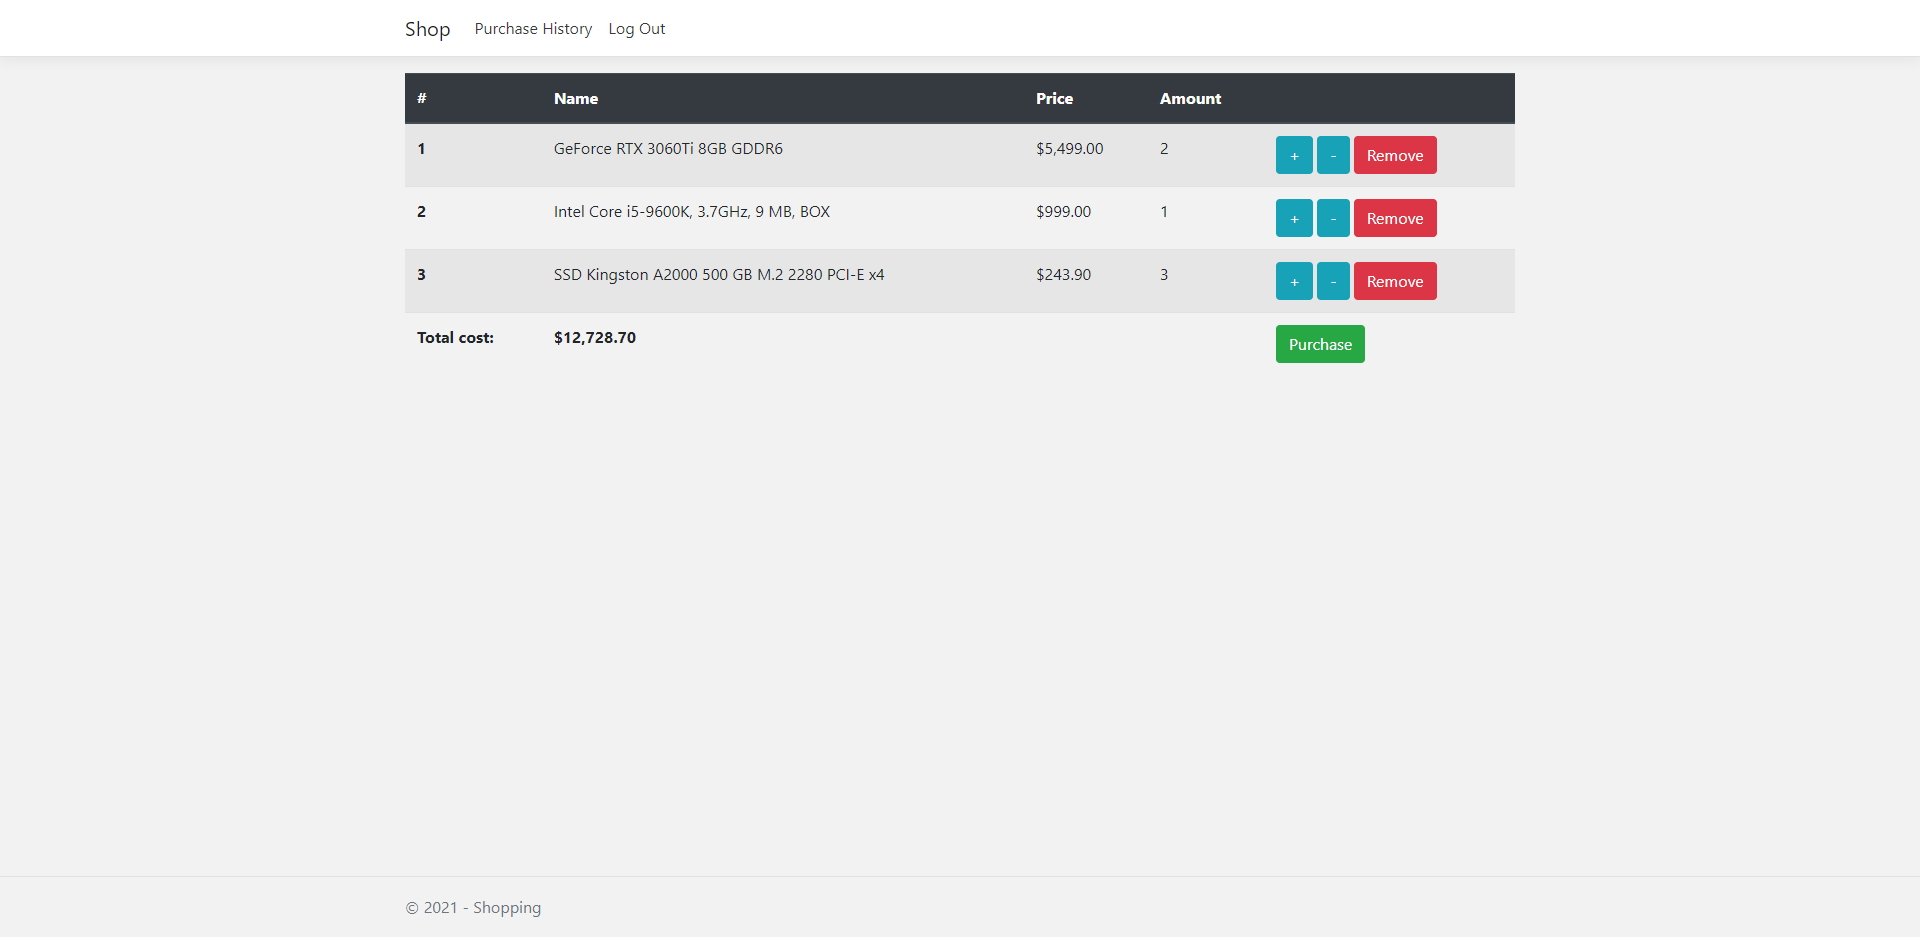 Shop Purchase History Log Out
# Name Price Amount
1 GeForce RTX 3060Ti 8GB GDDR6 $5,499.00 2 + - Remove
2 Intel Core i5-9600K, 3.7GHz, 9 MB, BOX $999.00 1 + - Remove
3 SSD Kingston A2000 500 GB M.2 2280 PCI-E x4 $243.90 3 + - Remove
Total cost: $12,728.70 Purchase
© 2021 - Shopping